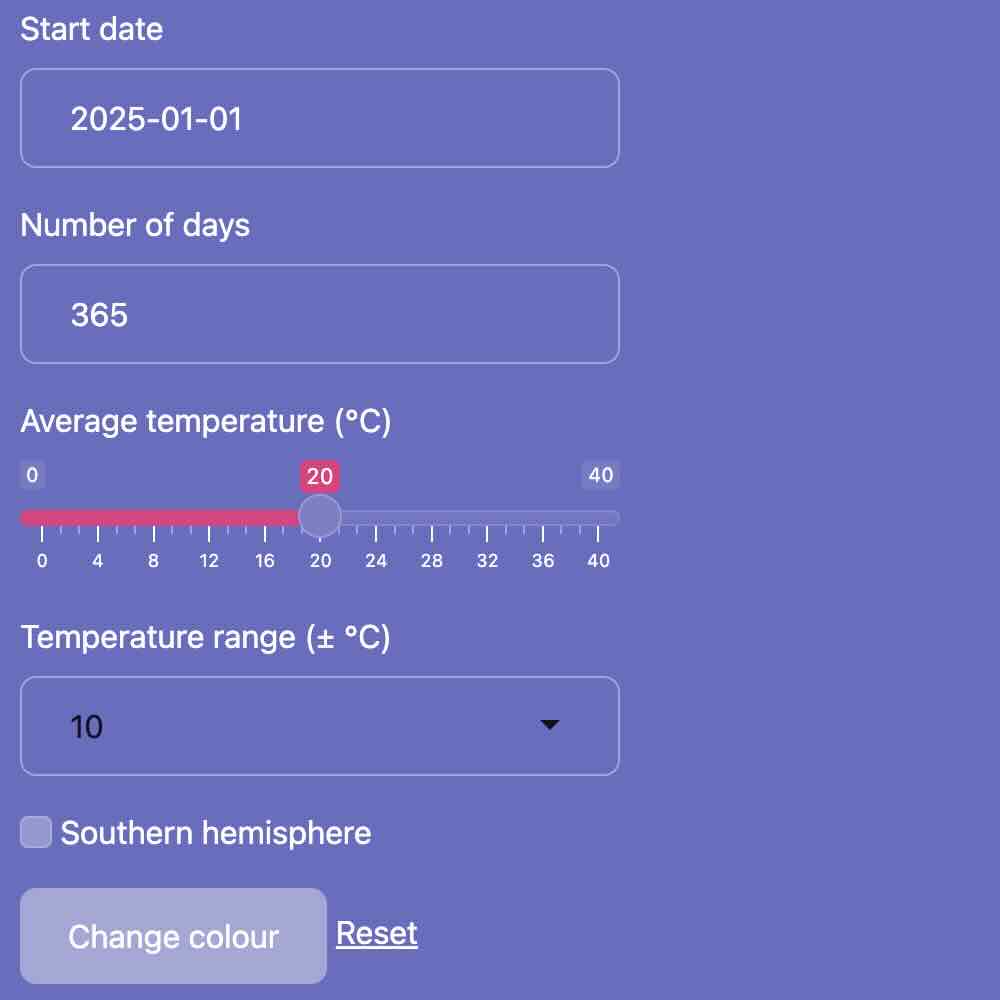 Start date
2025-01-01
Number of days
365
Average temperature (°C)
0 20 40
0 4 8 12 16 20 24 28 32 36 40
Temperature range (± °C)
10
Southern hemisphere
Change colour Reset